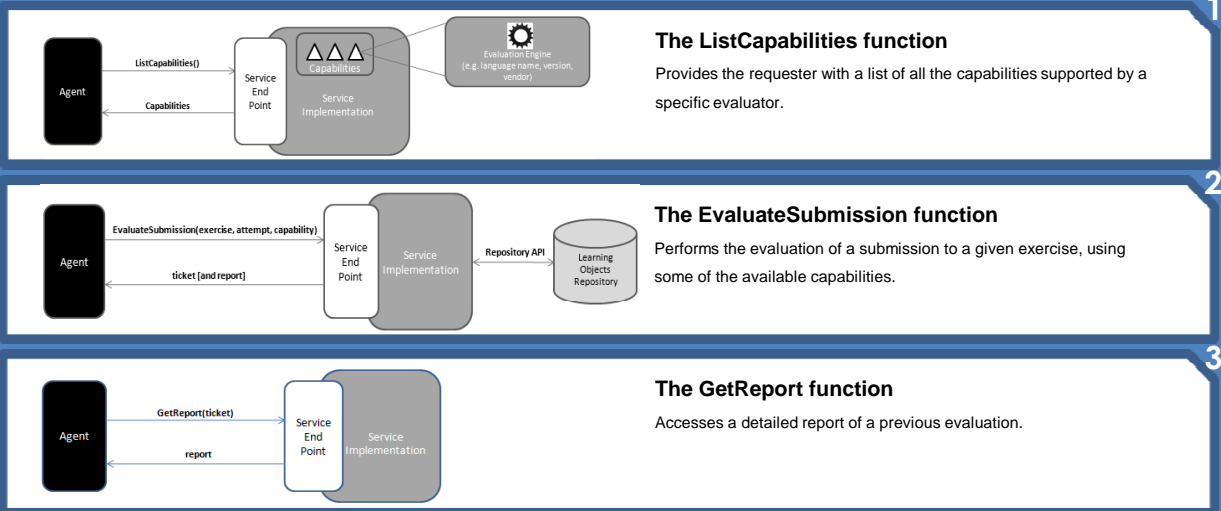 1
The ListCapabilities function
Provides the requester with a list of all the capabilities supported by a
specific evaluator.
Agent
ListCapabilities()
Capabilities
Service
End
Point
Capabilities
Service
Implementation
Evaluation Engine
(e.g. language name, version,
vendor)
2
The EvaluateSubmission function
Performs the evaluation of a submission to a given exercise, using
some of the available capabilities.
Agent
EvaluateSubmission(exercise, attempt, capability)
ticket [and report]
Service
End
Point
Service
Implementation
Repository API
Learning
Objects
Repository
3
The GetReport function
Accesses a detailed report of a previous evaluation.
Agent
GetReport(ticket)
report
Service
End
Point
Service
Implementation